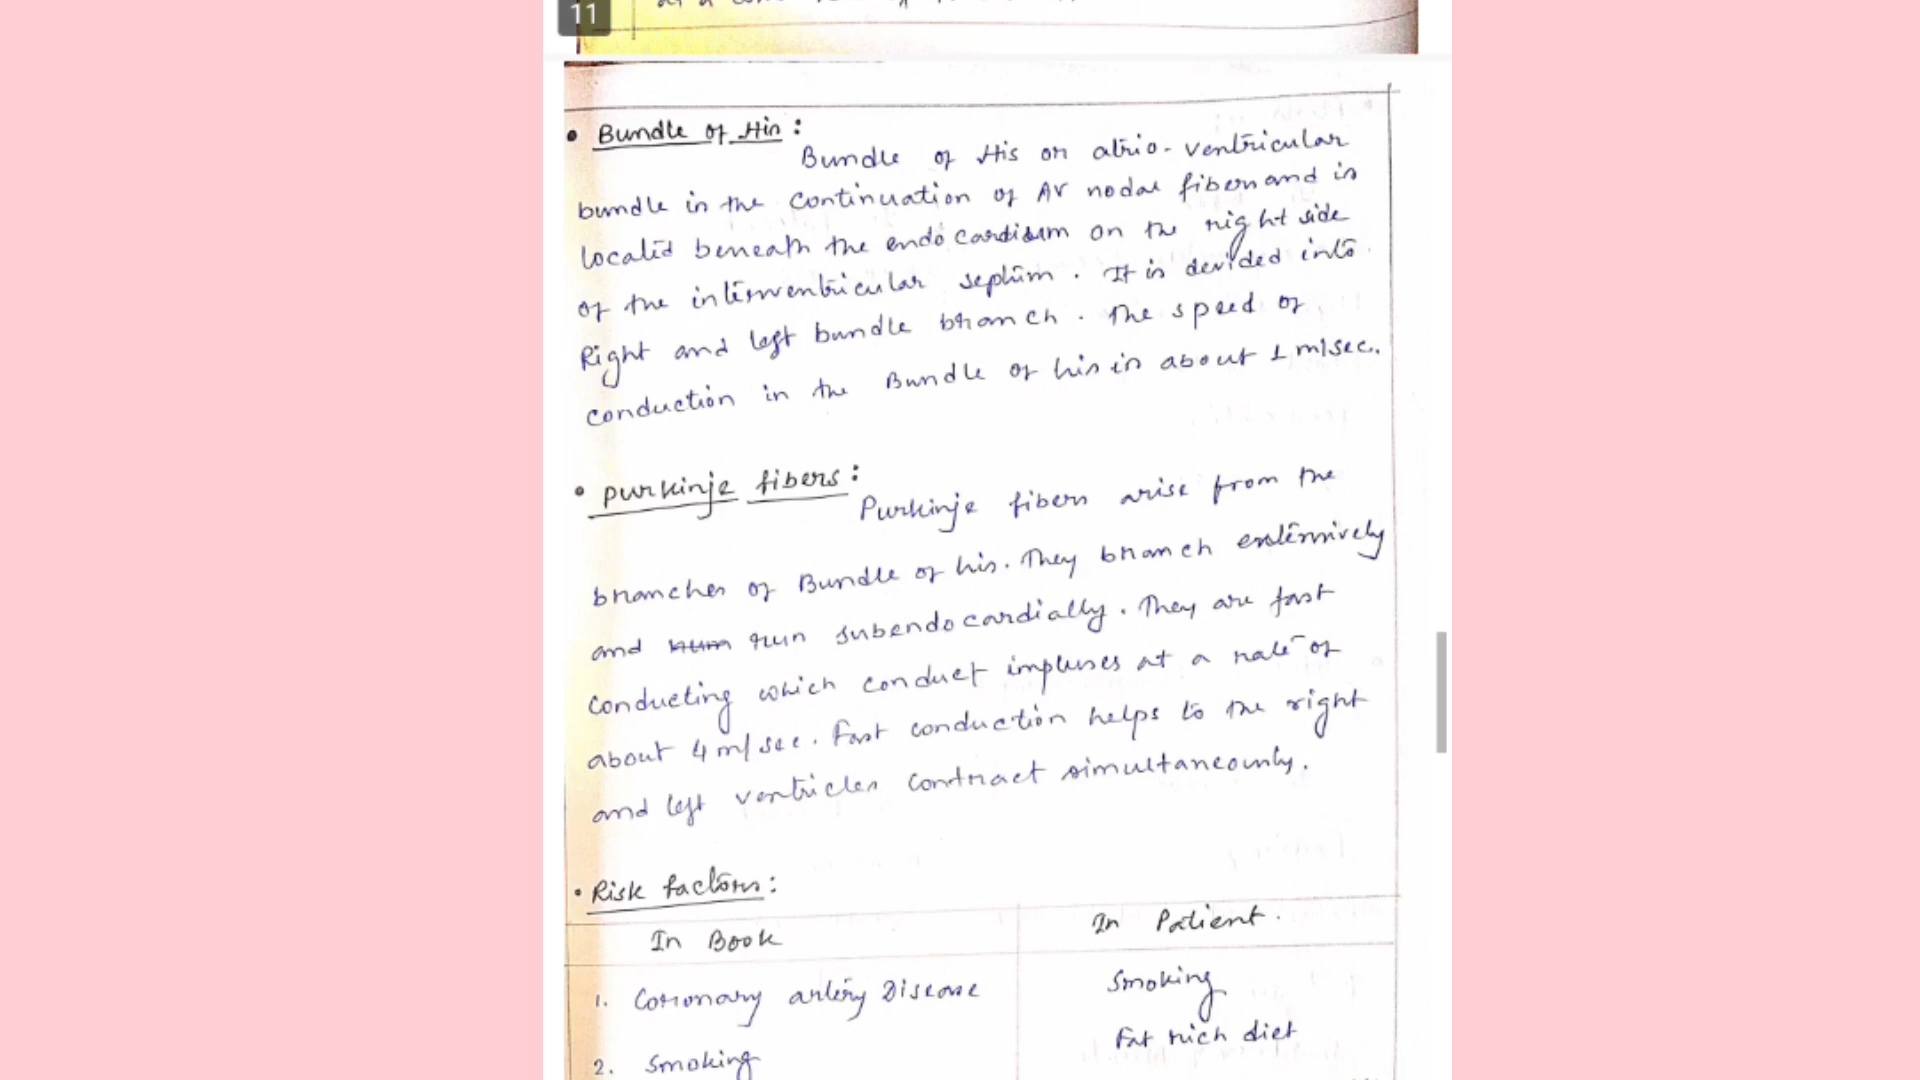 11
• Bundle of His :
Bundle of His or atrio-ventricular
bundle is the continuation of AV nodal fibers and is
located beneath the endocardium on the right side
of the interventricular septum. It is devided into
Right and left bundle branch. The speed of
conduction in the Bundle of his is about 1 m/sec.
• Purkinje fibers :
Purkinje fibers arise from the
branches of Bundle of his. They branch extensively
and run subendocardially. They are fast
conducting which conduct impluses at a rate of
about 4 m/sec. Fast conduction helps to the right
and left ventricles contract simultaneously.
• Risk factors :
In Book
In Patient.
1. Coronary artery Disease
Smoking
Fat rich diet
2. Smoking